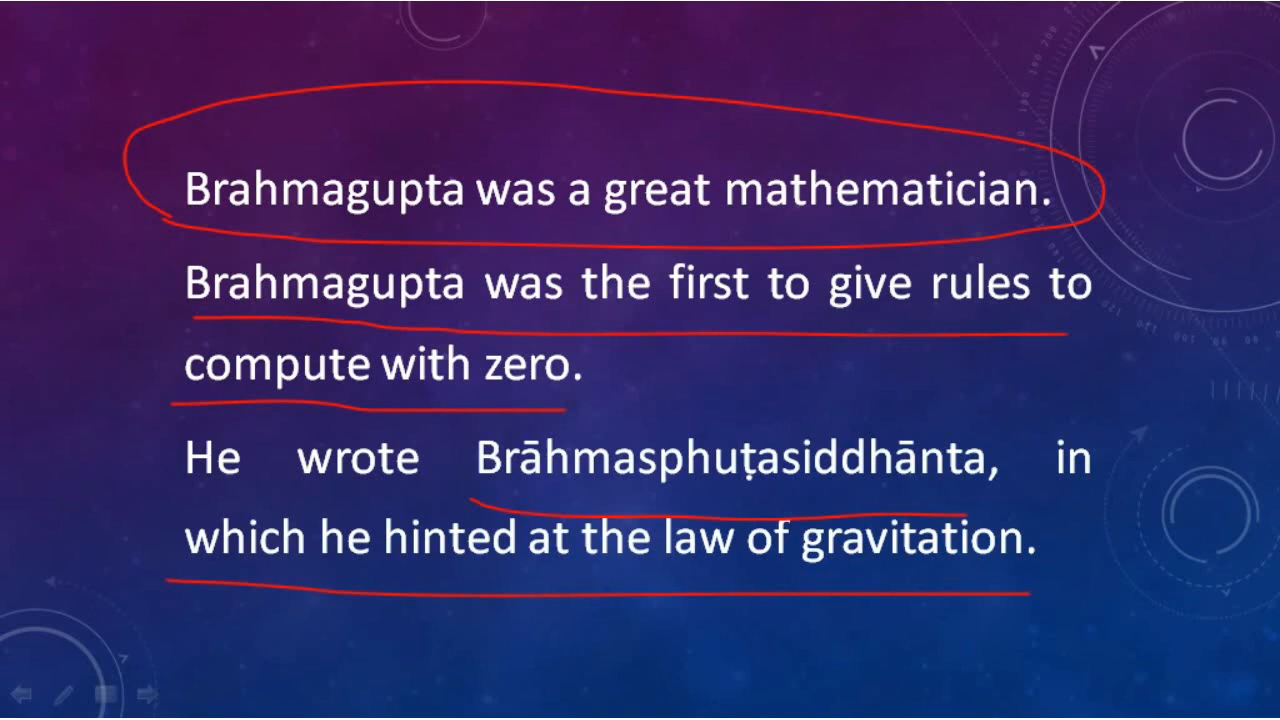 Brahmagupta was a great mathematician.
Brahmagupta was the first to give rules to
compute with zero.
He wrote Brāhmasphuṭasiddhānta, in
which he hinted at the law of gravitation.